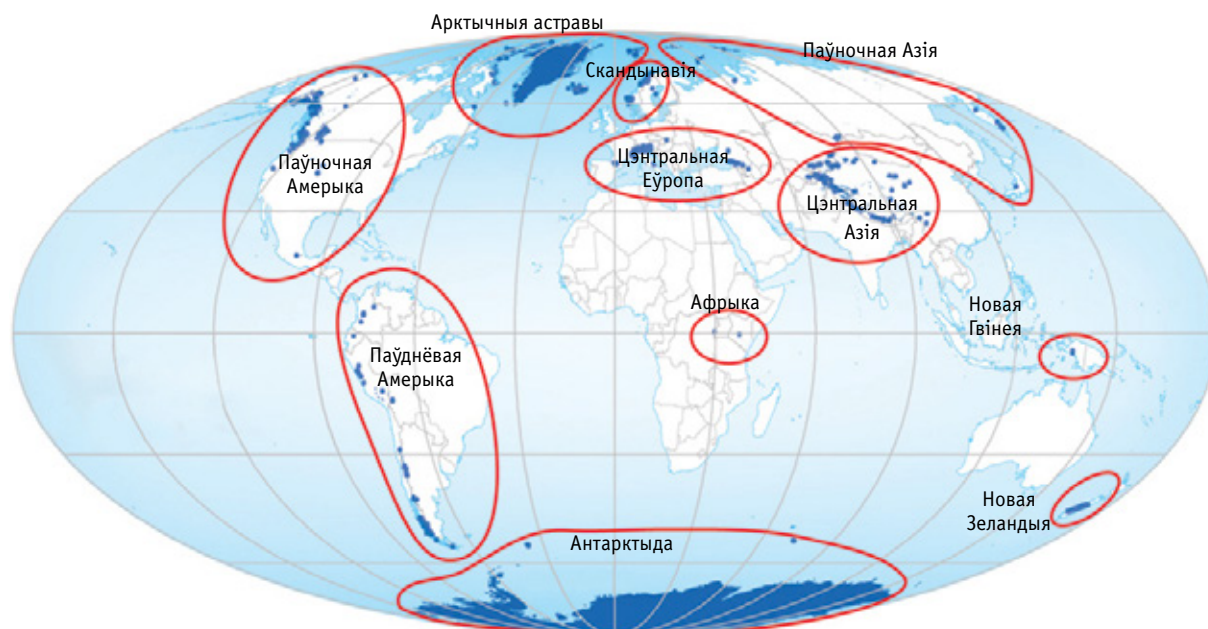 Арктычныя астравы
Паўночная Азія
Скандынавія
Паўночная
Амерыка
Цэнтральная
Еўропа
Цэнтральная
Азія
Афрыка
Новая
Гвінея
Паўднёвая
Амерыка
Новая
Зеландыя
Антарктыда